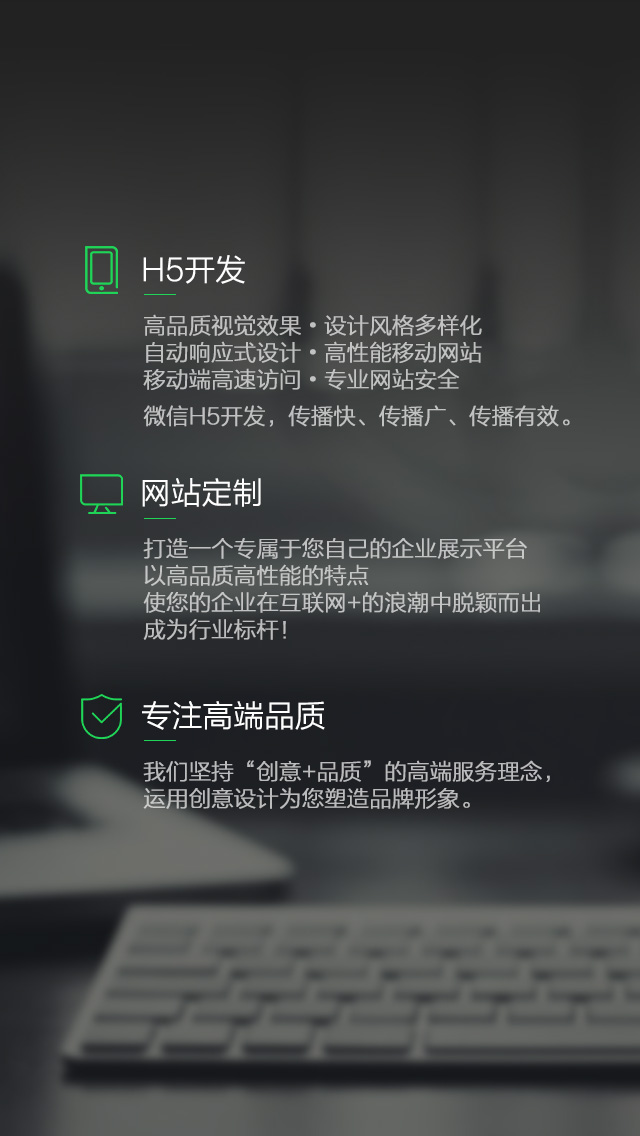 H5开发
高品质视觉效果·设计风格多样化
自动响应式设计·高性能移动网站
移动端高速访问·专业网站安全
微信H5开发，传播快、传播广、传播有效。
网站定制
打造一个专属于您自己的企业展示平台
以高品质高性能的特点
使您的企业在互联网+的浪潮中脱颖而出
成为行业标杆！
专注高端品质
我们坚持“创意+品质”的高端服务理念，
运用创意设计为您塑造品牌形象。